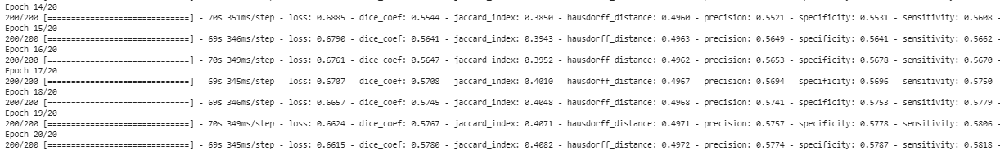 Epoch 14/20
200/200 [==============================] - 70s 351ms/step - loss: 0.6885 - dice_coef: 0.5544 - jaccard_index: 0.3850 - hausdorff_distance: 0.4960 - precision: 0.5521 - specificity: 0.5531 - sensitivity: 0.5608 -
Epoch 15/20
200/200 [==============================] - 69s 346ms/step - loss: 0.6790 - dice_coef: 0.5641 - jaccard_index: 0.3943 - hausdorff_distance: 0.4963 - precision: 0.5649 - specificity: 0.5641 - sensitivity: 0.5662 -
Epoch 16/20
200/200 [==============================] - 70s 349ms/step - loss: 0.6761 - dice_coef: 0.5647 - jaccard_index: 0.3952 - hausdorff_distance: 0.4962 - precision: 0.5653 - specificity: 0.5678 - sensitivity: 0.5670 -
Epoch 17/20
200/200 [==============================] - 69s 345ms/step - loss: 0.6707 - dice_coef: 0.5708 - jaccard_index: 0.4010 - hausdorff_distance: 0.4967 - precision: 0.5694 - specificity: 0.5696 - sensitivity: 0.5750 -
Epoch 18/20
200/200 [==============================] - 69s 346ms/step - loss: 0.6657 - dice_coef: 0.5745 - jaccard_index: 0.4048 - hausdorff_distance: 0.4968 - precision: 0.5741 - specificity: 0.5753 - sensitivity: 0.5779 -
Epoch 19/20
200/200 [==============================] - 70s 349ms/step - loss: 0.6624 - dice_coef: 0.5767 - jaccard_index: 0.4071 - hausdorff_distance: 0.4971 - precision: 0.5757 - specificity: 0.5778 - sensitivity: 0.5806 -
Epoch 20/20
200/200 [==============================] - 69s 345ms/step - loss: 0.6615 - dice_coef: 0.5780 - jaccard_index: 0.4082 - hausdorff_distance: 0.4972 - precision: 0.5774 - specificity: 0.5787 - sensitivity: 0.5818 -